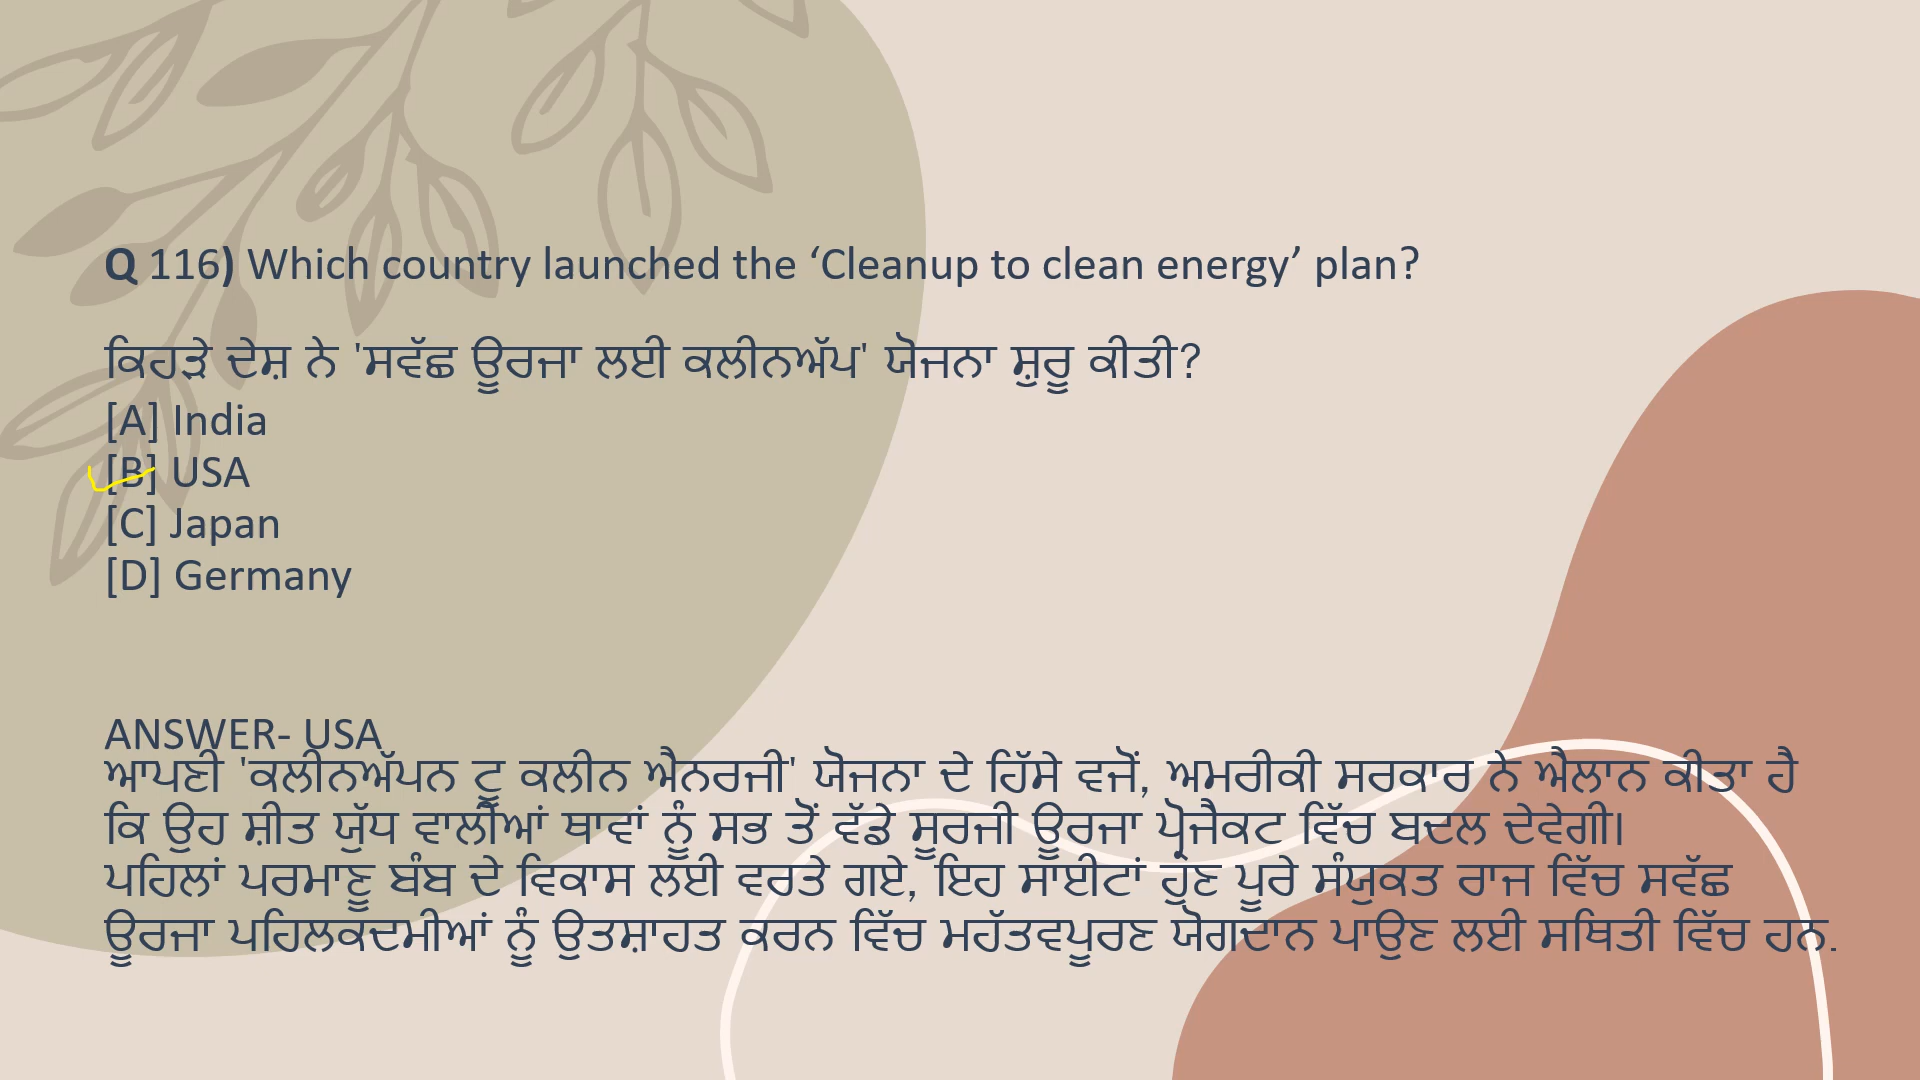 Q 116) Which country launched the ‘Cleanup to clean energy’ plan?
ਕਿਹੜੇ ਦੇਸ਼ ਨੇ 'ਸਵੱਛ ਊਰਜਾ ਲਈ ਕਲੀਨਅੱਪ' ਯੋਜਨਾ ਸ਼ੁਰੂ ਕੀਤੀ?
[A] India
[B] USA
[C] Japan
[D] Germany
ANSWER- USA
ਆਪਣੀ 'ਕਲੀਨਅੱਪਨ ਟੂ ਕਲੀਨ ਐਨਰਜੀ' ਯੋਜਨਾ ਦੇ ਹਿੱਸੇ ਵਜੋਂ, ਅਮਰੀਕੀ ਸਰਕਾਰ ਨੇ ਐਲਾਨ ਕੀਤਾ ਹੈ
ਕਿ ਉਹ ਸ਼ੀਤ ਯੁੱਧ ਵਾਲੀਆਂ ਥਾਵਾਂ ਨੂੰ ਸਭ ਤੋਂ ਵੱਡੇ ਸੂਰਜੀ ਊਰਜਾ ਪ੍ਰੋਜੈਕਟ ਵਿੱਚ ਬਦਲ ਦੇਵੇਗੀ।
ਪਹਿਲਾਂ ਪਰਮਾਣੂ ਬੰਬ ਦੇ ਵਿਕਾਸ ਲਈ ਵਰਤੇ ਗਏ, ਇਹ ਸਾਈਟਾਂ ਹੁਣ ਪੂਰੇ ਸੰਯੁਕਤ ਰਾਜ ਵਿੱਚ ਸਵੱਛ
ਊਰਜਾ ਪਹਿਲਕਦਮੀਆਂ ਨੂੰ ਉਤਸ਼ਾਹਤ ਕਰਨ ਵਿੱਚ ਮਹੱਤਵਪੂਰਣ ਯੋਗਦਾਨ ਪਾਉਣ ਲਈ ਸਥਿਤੀ ਵਿੱਚ ਹਨ.